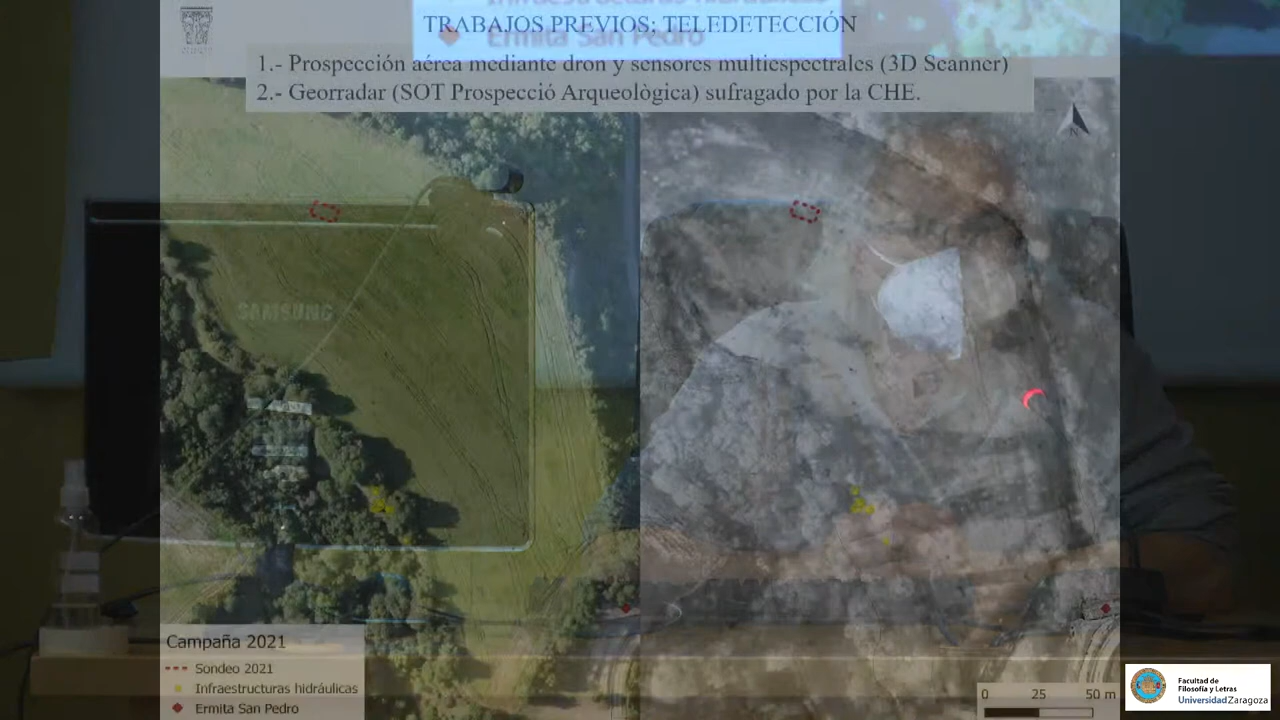 TRABAJOS PREVIOS; TELEDETECCIÓN
Ermita San Pedro
1.- Prospección aérea mediante dron y sensores multiespectrales (3D Scanner)
2.- Georradar (SOT Prospecció Arqueològica) sufragado por la CHE.
N
SAMSUNG
Campaña 2021
Sondeo 2021
Infraestructuras hidráulicas
Ermita San Pedro
0 25 50 m
Facultad de
Filosofía y Letras
Universidad Zaragoza